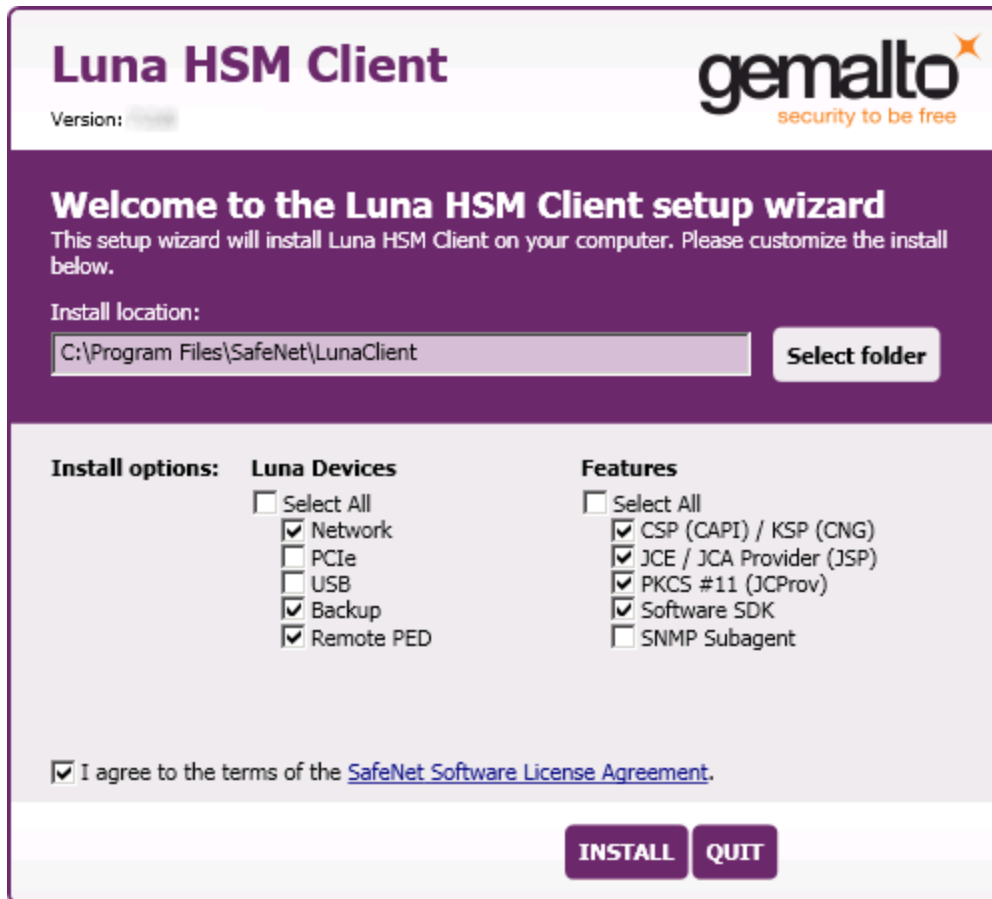 Luna HSM Client
gemalto
security to be free
Version:
Welcome to the Luna HSM Client setup wizard
This setup wizard will install Luna HSM Client on your computer. Please customize the install
below.
Install location:
C:\Program Files\SafeNet\LunaClient
Select folder
Install options:
Luna Devices
Select All
Network
PCIe
USB
Backup
Remote PED
Features
Select All
CSP (CAPI) / KSP (CNG)
JCE / JCA Provider (JSP)
PKCS #11 (JCProv)
Software SDK
SNMP Subagent
I agree to the terms of the SafeNet Software License Agreement.
INSTALL
QUIT